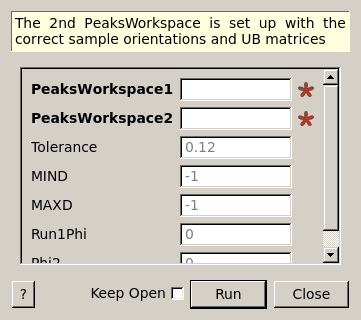 The 2nd PeaksWorkspace is set up with the
correct sample orientations and UB matrices
PeaksWorkspace1
PeaksWorkspace2
Tolerance 0.12
MIND -1
MAXD -1
Run1Phi 0
Phi2 0
? Keep Open Run Close